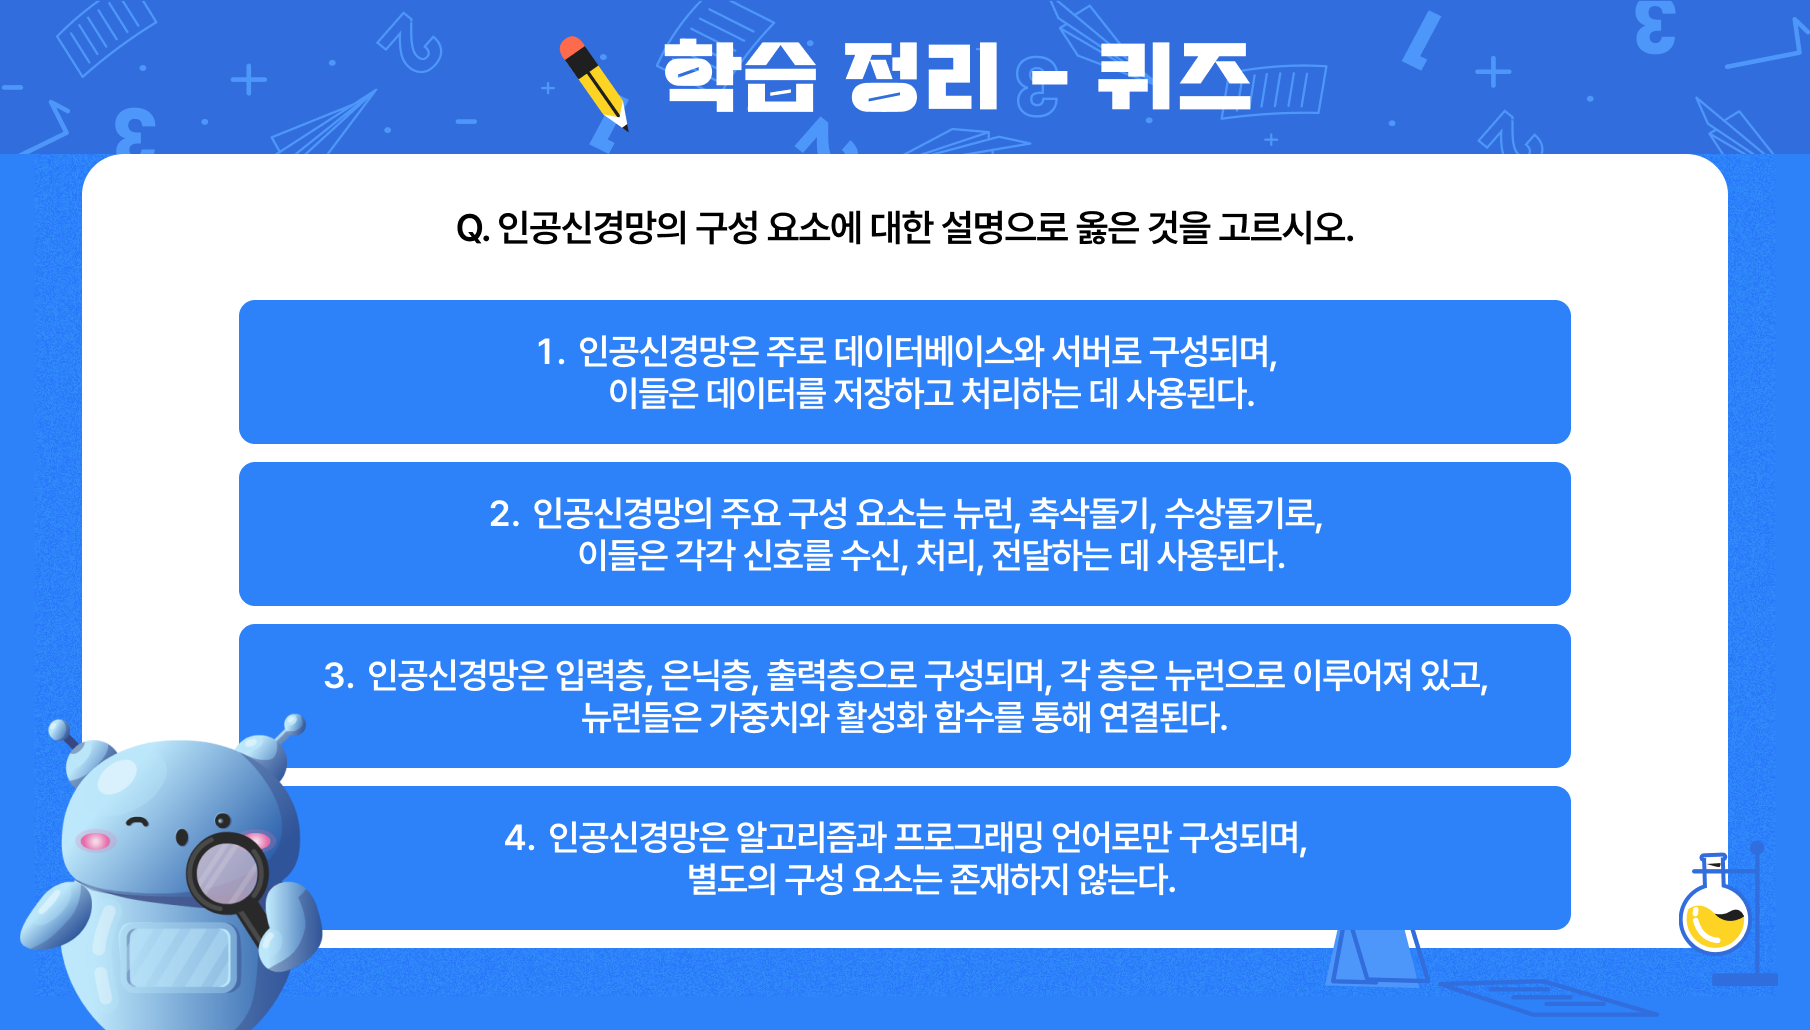 학습 정리 - 퀴즈
Q. 인공신경망의 구성 요소에 대한 설명으로 옳은 것을 고르시오.
1. 인공신경망은 주로 데이터베이스와 서버로 구성되며,
이들은 데이터를 저장하고 처리하는 데 사용된다.
2. 인공신경망의 주요 구성 요소는 뉴런, 축삭돌기, 수상돌기로,
이들은 각각 신호를 수신, 처리, 전달하는 데 사용된다.
3. 인공신경망은 입력층, 은닉층, 출력층으로 구성되며, 각 층은 뉴런으로 이루어져 있고,
뉴런들은 가중치와 활성화 함수를 통해 연결된다.
4. 인공신경망은 알고리즘과 프로그래밍 언어로만 구성되며,
별도의 구성 요소는 존재하지 않는다.